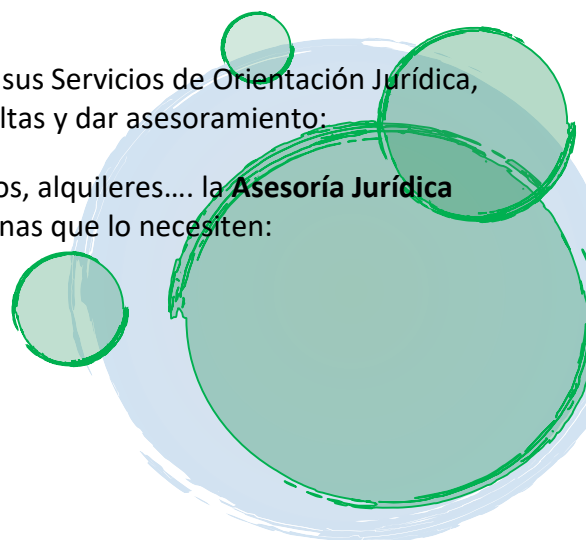 sus Servicios de Orientación Jurídica,
ltas y dar asesoramiento:
os, alquileres…. la Asesoría Jurídica
nas que lo necesiten: